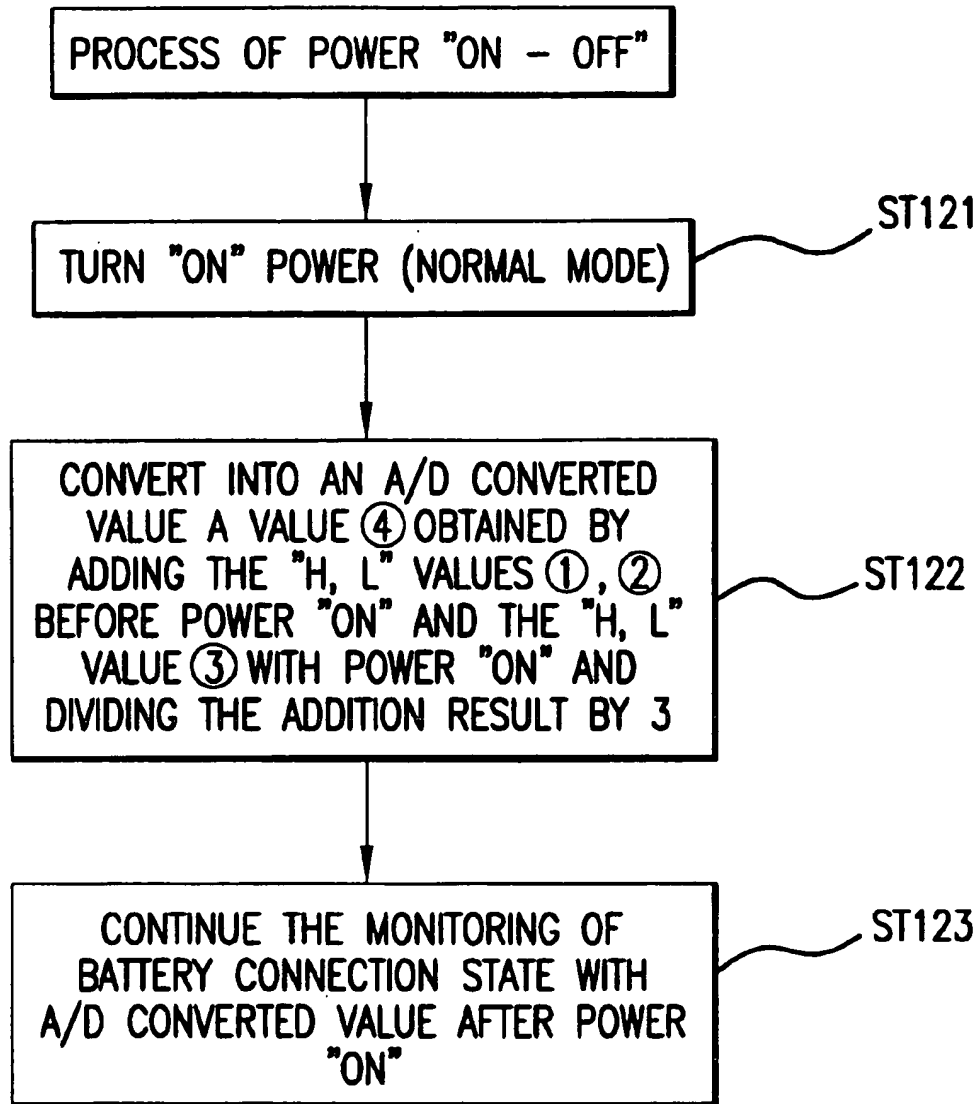 PROCESS OF POWER "ON – OFF"
TURN "ON" POWER (NORMAL MODE)
ST121
CONVERT INTO AN A/D CONVERTED
VALUE A VALUE ④ OBTAINED BY
ADDING THE "H, L" VALUES ①, ②
BEFORE POWER "ON" AND THE "H, L"
VALUE ③ WITH POWER "ON" AND
DIVIDING THE ADDITION RESULT BY 3
ST122
CONTINUE THE MONITORING OF
BATTERY CONNECTION STATE WITH
A/D CONVERTED VALUE AFTER POWER
"ON"
ST123